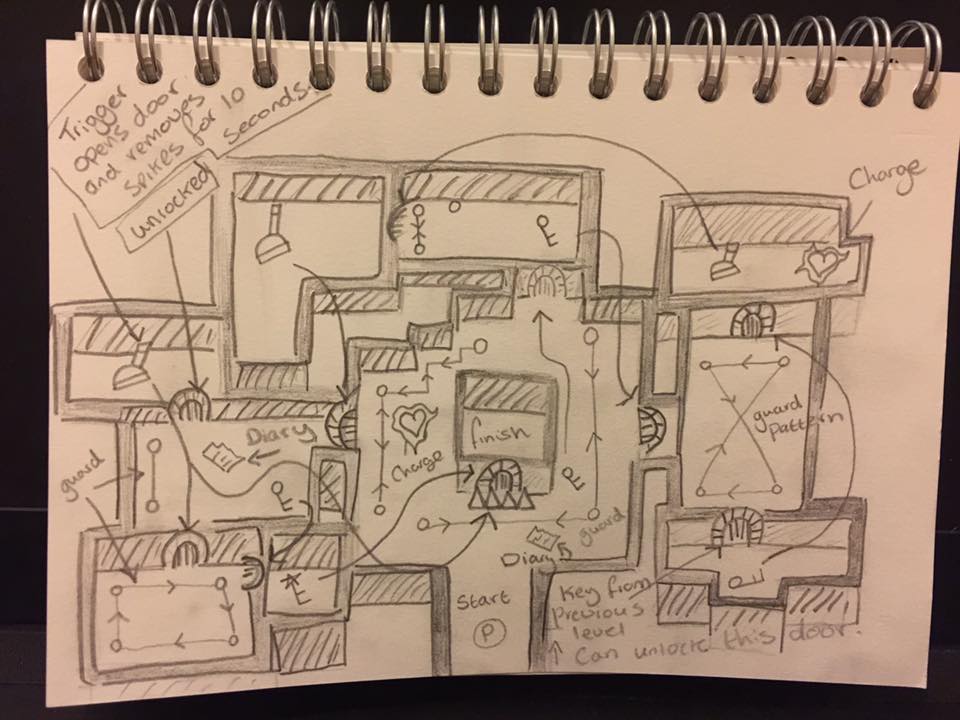 Trigger
opens door
and removes
spikes for 10
seconds.
unlocked
Charge
Diary
guard
Charge
finish
guard
pattern
guard
Diary
Start
P
Key from
Previous
level
Can unlock this door.